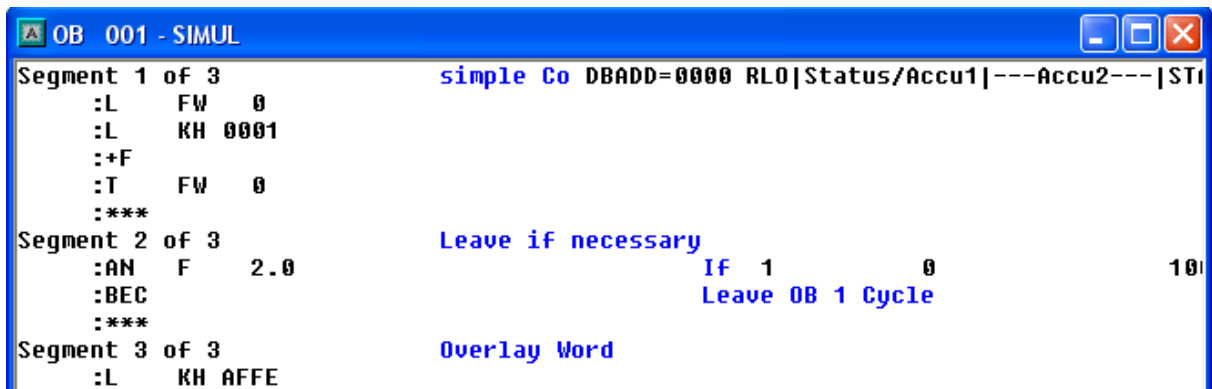 OB 001 - SIMUL
Segment 1 of 3 simple Co DBADD=0000 RLO|Status/Accu1|---Accu2---|ST
:L FW 0
:L KH 0001
:+F
:T FW 0
:***
Segment 2 of 3 Leave if necessary
:AN F 2.0 If 1 0 10
:BEC Leave OB 1 Cycle
:***
Segment 3 of 3 Overlay Word
:L KH AFFE